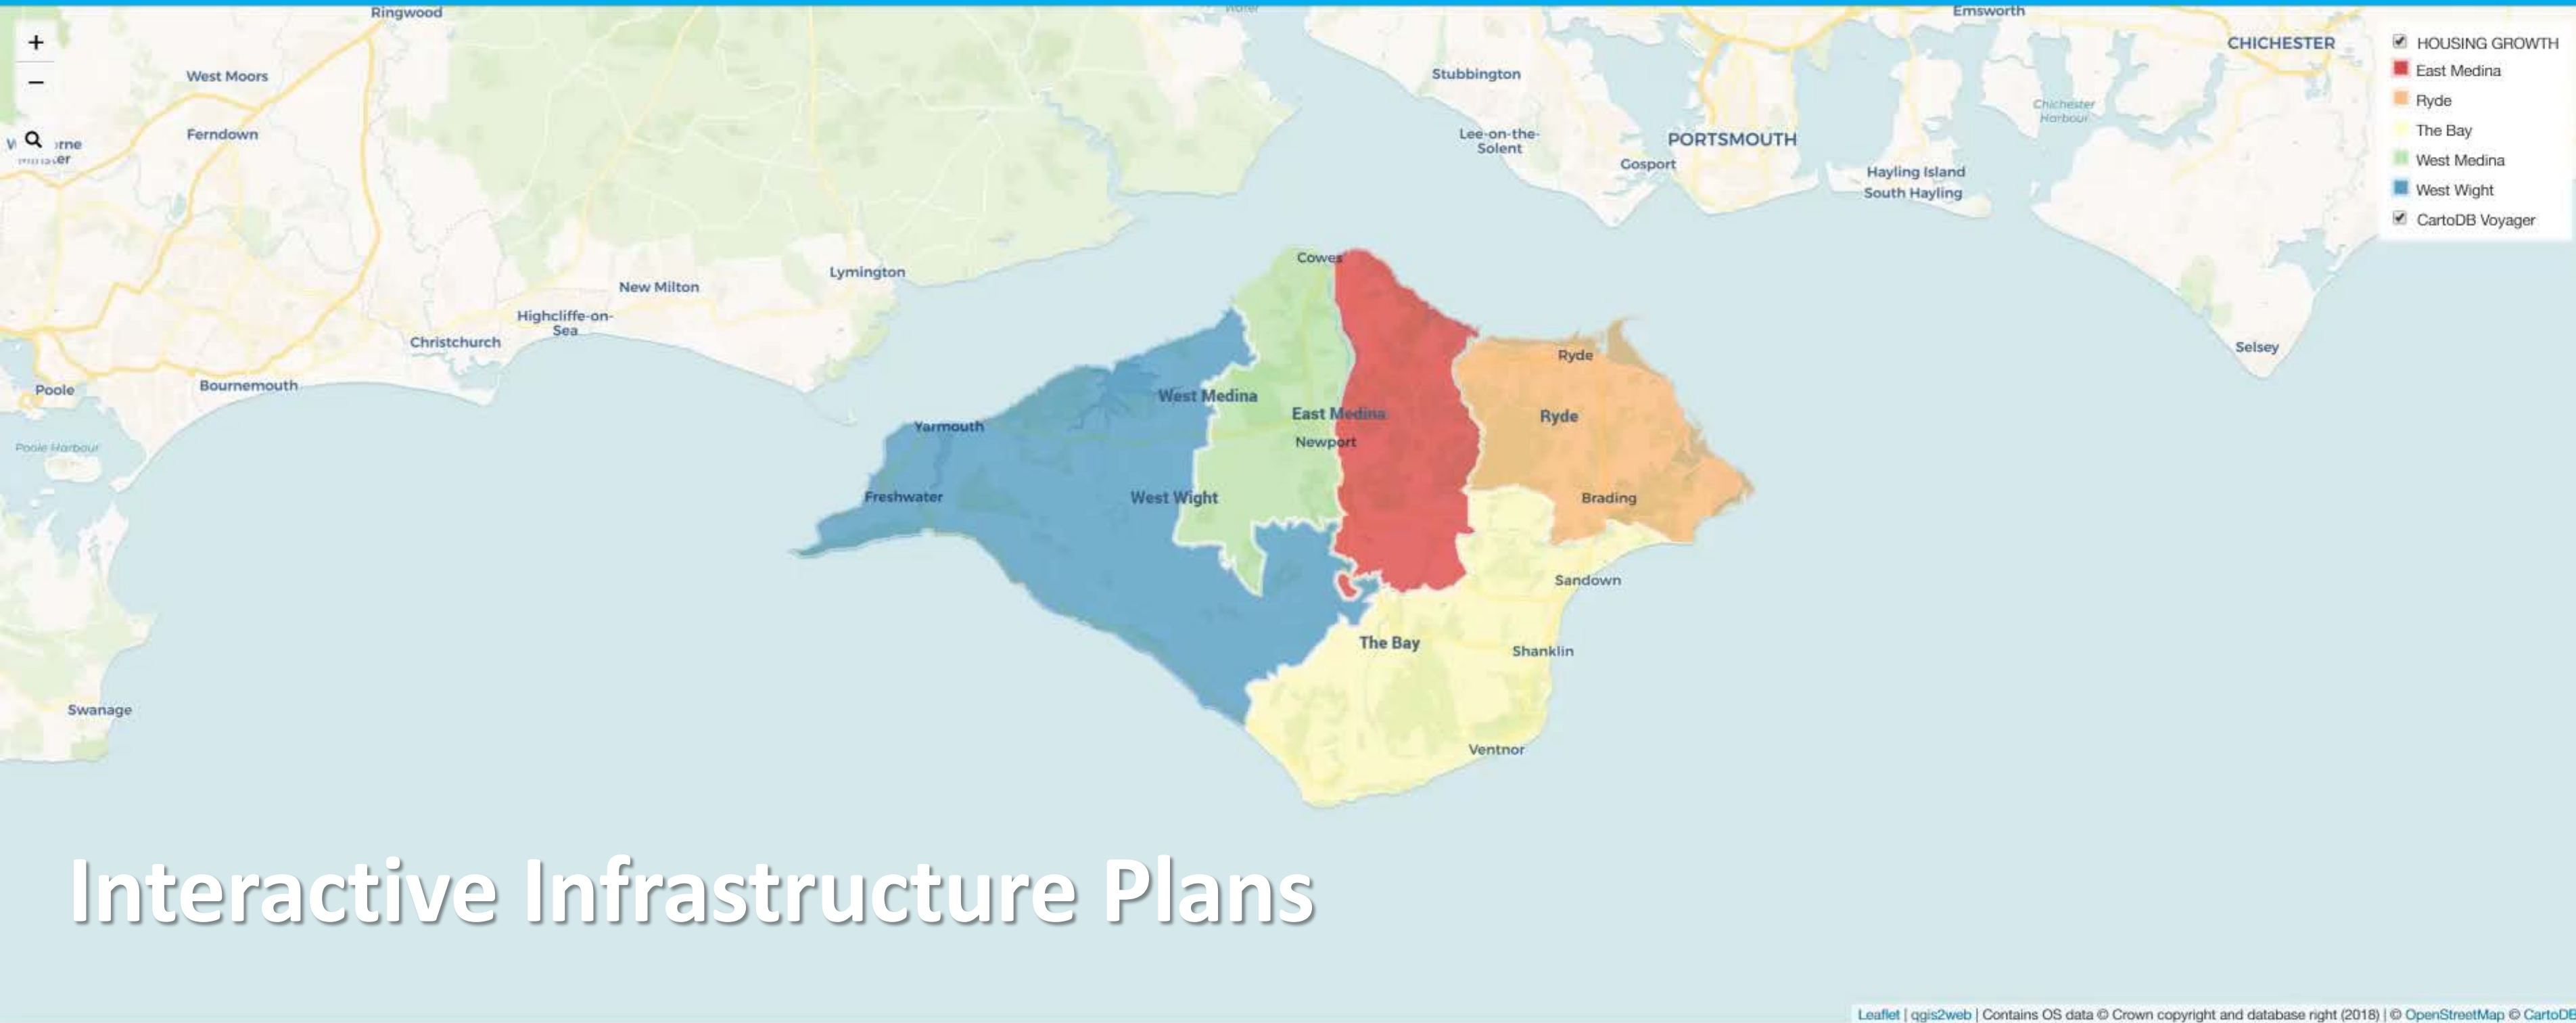 Ringwood
Water
Emsworth
+
−
West Moors
Stubbington
CHICHESTER
HOUSING GROWTH
East Medina
Ryde
The Bay
West Medina
West Wight
CartoDB Voyager
Ferndown
Lee-on-the-
Solent
PORTSMOUTH
Gosport
Hayling Island
South Hayling
Chichester
Harbour
Lymington
New Milton
Highcliffe-on-
Sea
Christchurch
Bournemouth
Poole
Poole Harbour
Swanage
Selsey
Cowes
Ryde
West Medina
East Medina
Ryde
Yarmouth
Newport
Freshwater
West Wight
Brading
Sandown
The Bay
Shanklin
Ventnor
Interactive Infrastructure Plans
Leaflet | qgis2web | Contains OS data © Crown copyright and database right (2018) | © OpenStreetMap © CartoDB